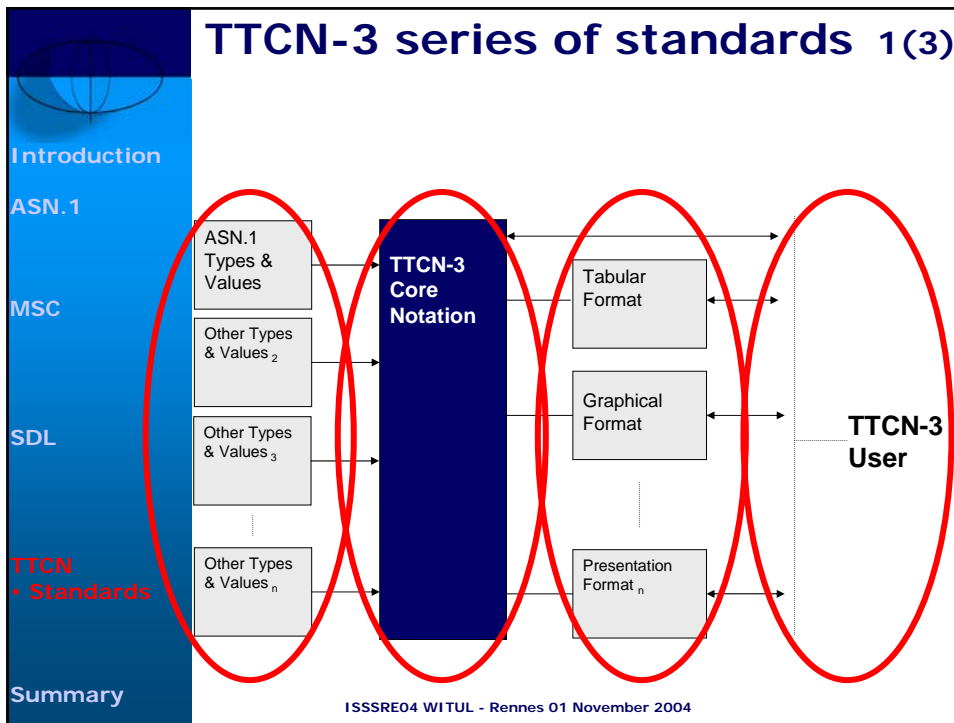 TTCN-3 series of standards 1(3)
Introduction
ASN.1
MSC
SDL
TTCN
• Standards
Summary
ASN.1
Types &
Values
Other Types
& Values 2
Other Types
& Values 3
Other Types
& Values n
TTCN-3
Core
Notation
Tabular
Format
Graphical
Format
Presentation
Format n
TTCN-3
User
ISSSRE04 WITUL - Rennes 01 November 2004